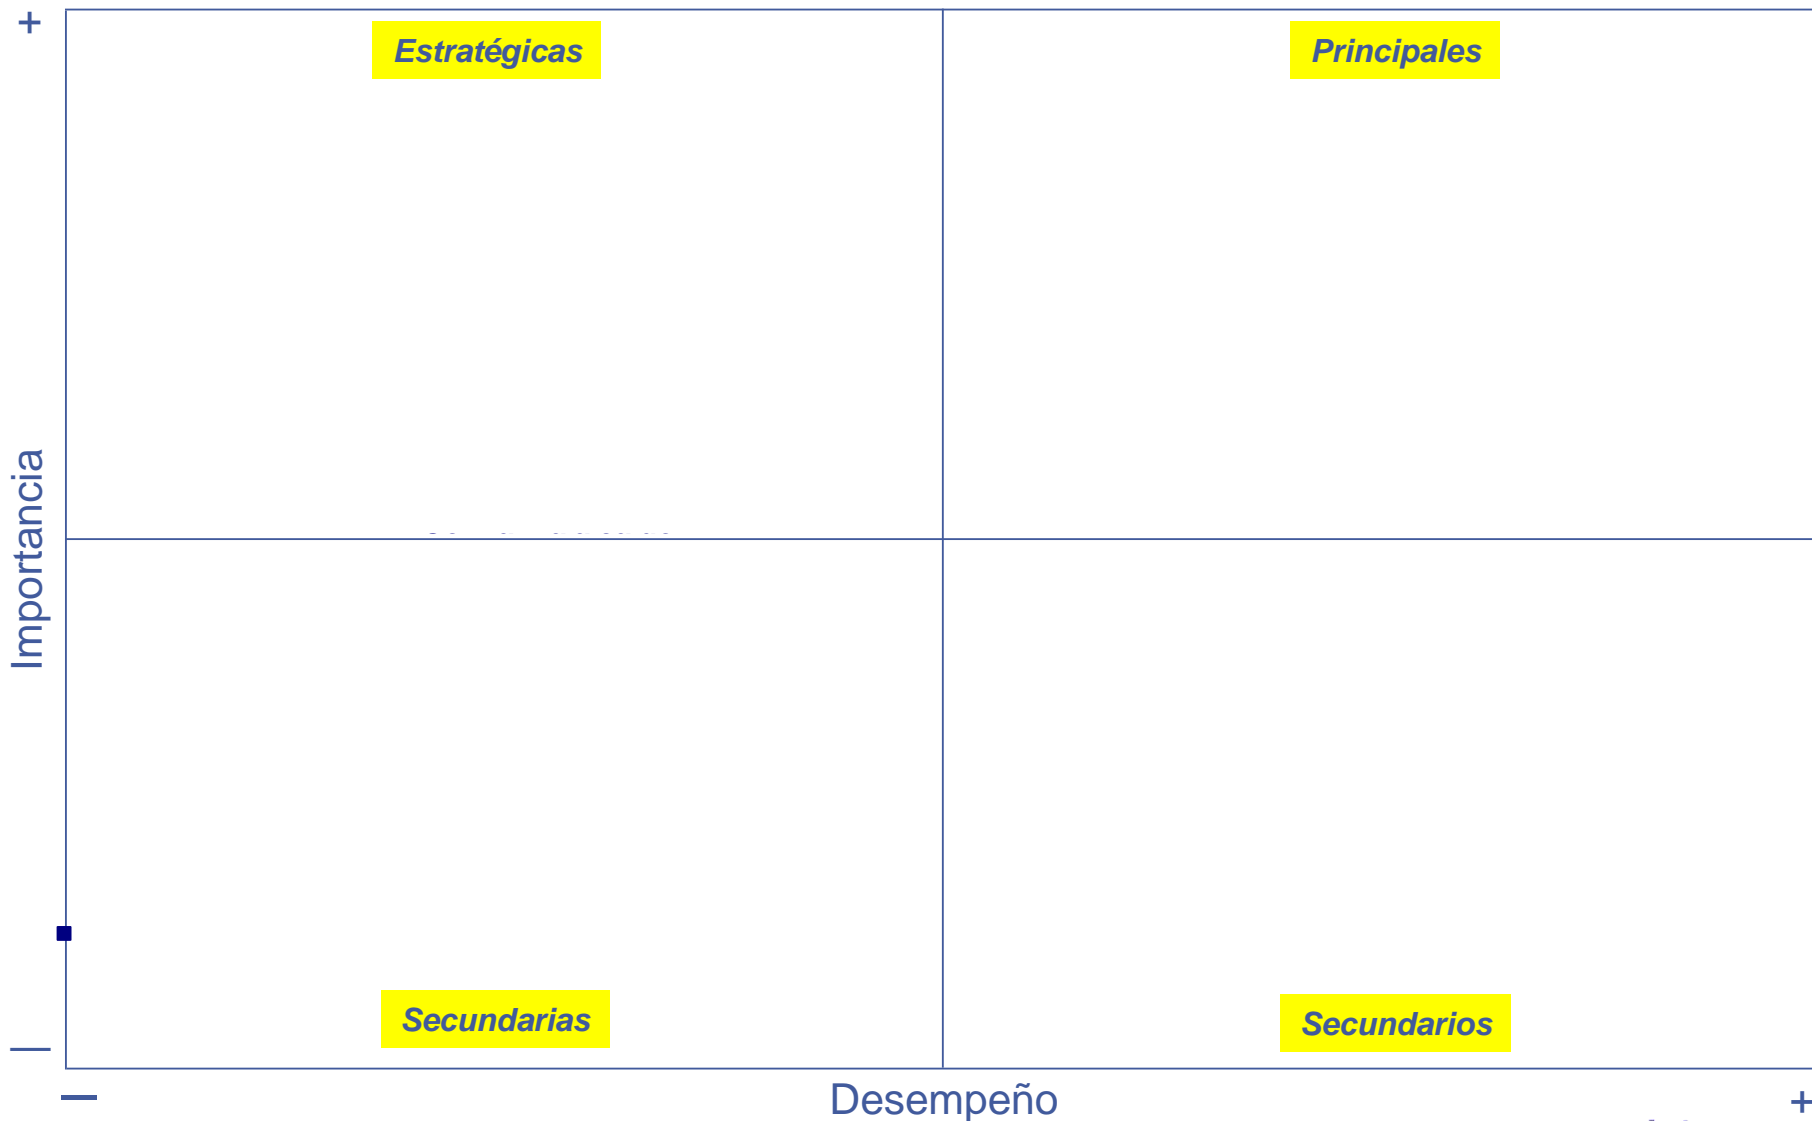 +
Estratégicas
Principales
Importancia
Secundarias
Secundarios
—
—
Desempeño
+